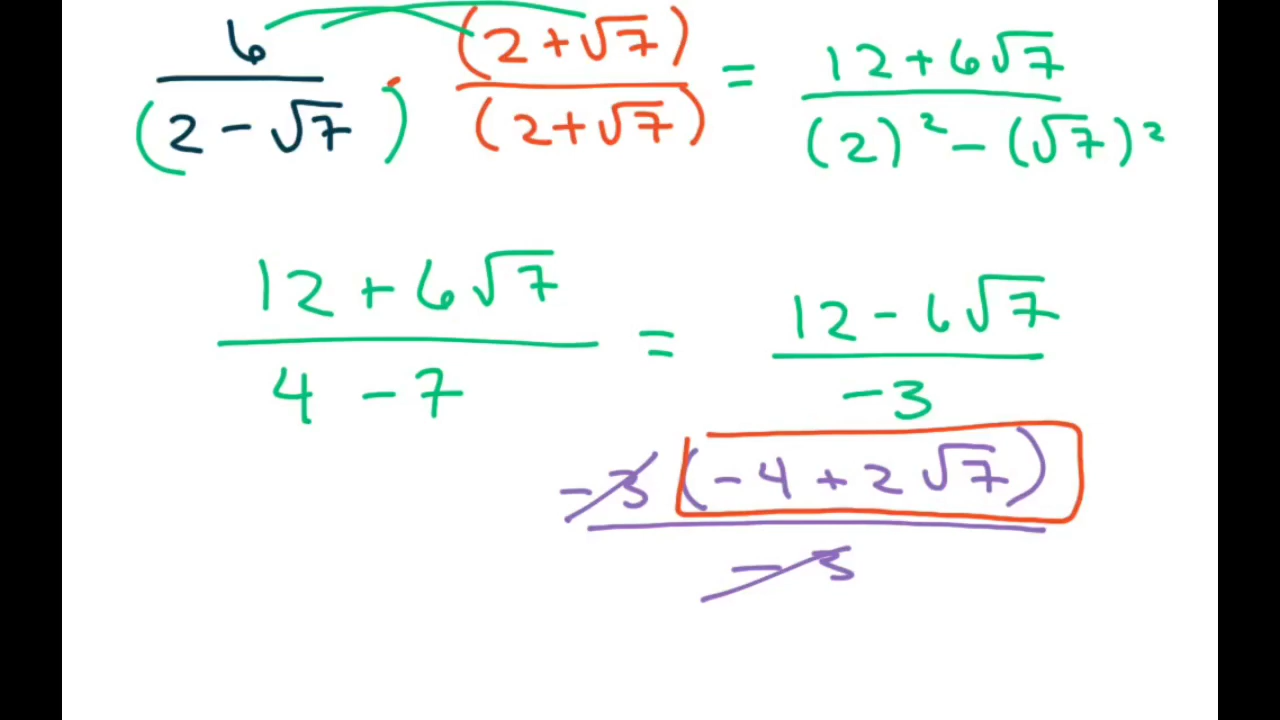 6/(2 - √7) · (2 + √7)/(2 + √7) = (12 + 6√7)/((2)² - (√7)²)
(12 + 6√7)/(4 - 7) = (12 - 6√7)/(-3)
-3(-4 + 2√7)/(-3)